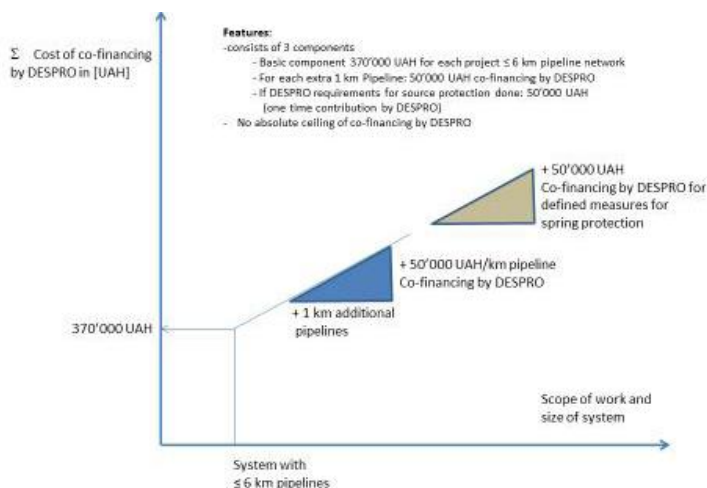 Features:
-consists of 3 components
- Basic component 370'000 UAH for each project ≤ 6 km pipeline network
- For each extra 1 km Pipeline: 50'000 UAH co-financing by DESPRO
- If DESPRO requirements for source protection done: 50'000 UAH
(one time contribution by DESPRO)
- No absolute ceiling of co-financing by DESPRO
Σ Cost of co-financing
by DESPRO in [UAH]
+ 50'000 UAH
Co-financing by DESPRO for
defined measures for
spring protection
+ 50'000 UAH/km pipeline
Co-financing by DESPRO
+ 1 km additional
pipelines
370'000 UAH
Scope of work and
size of system
System with
≤ 6 km pipelines